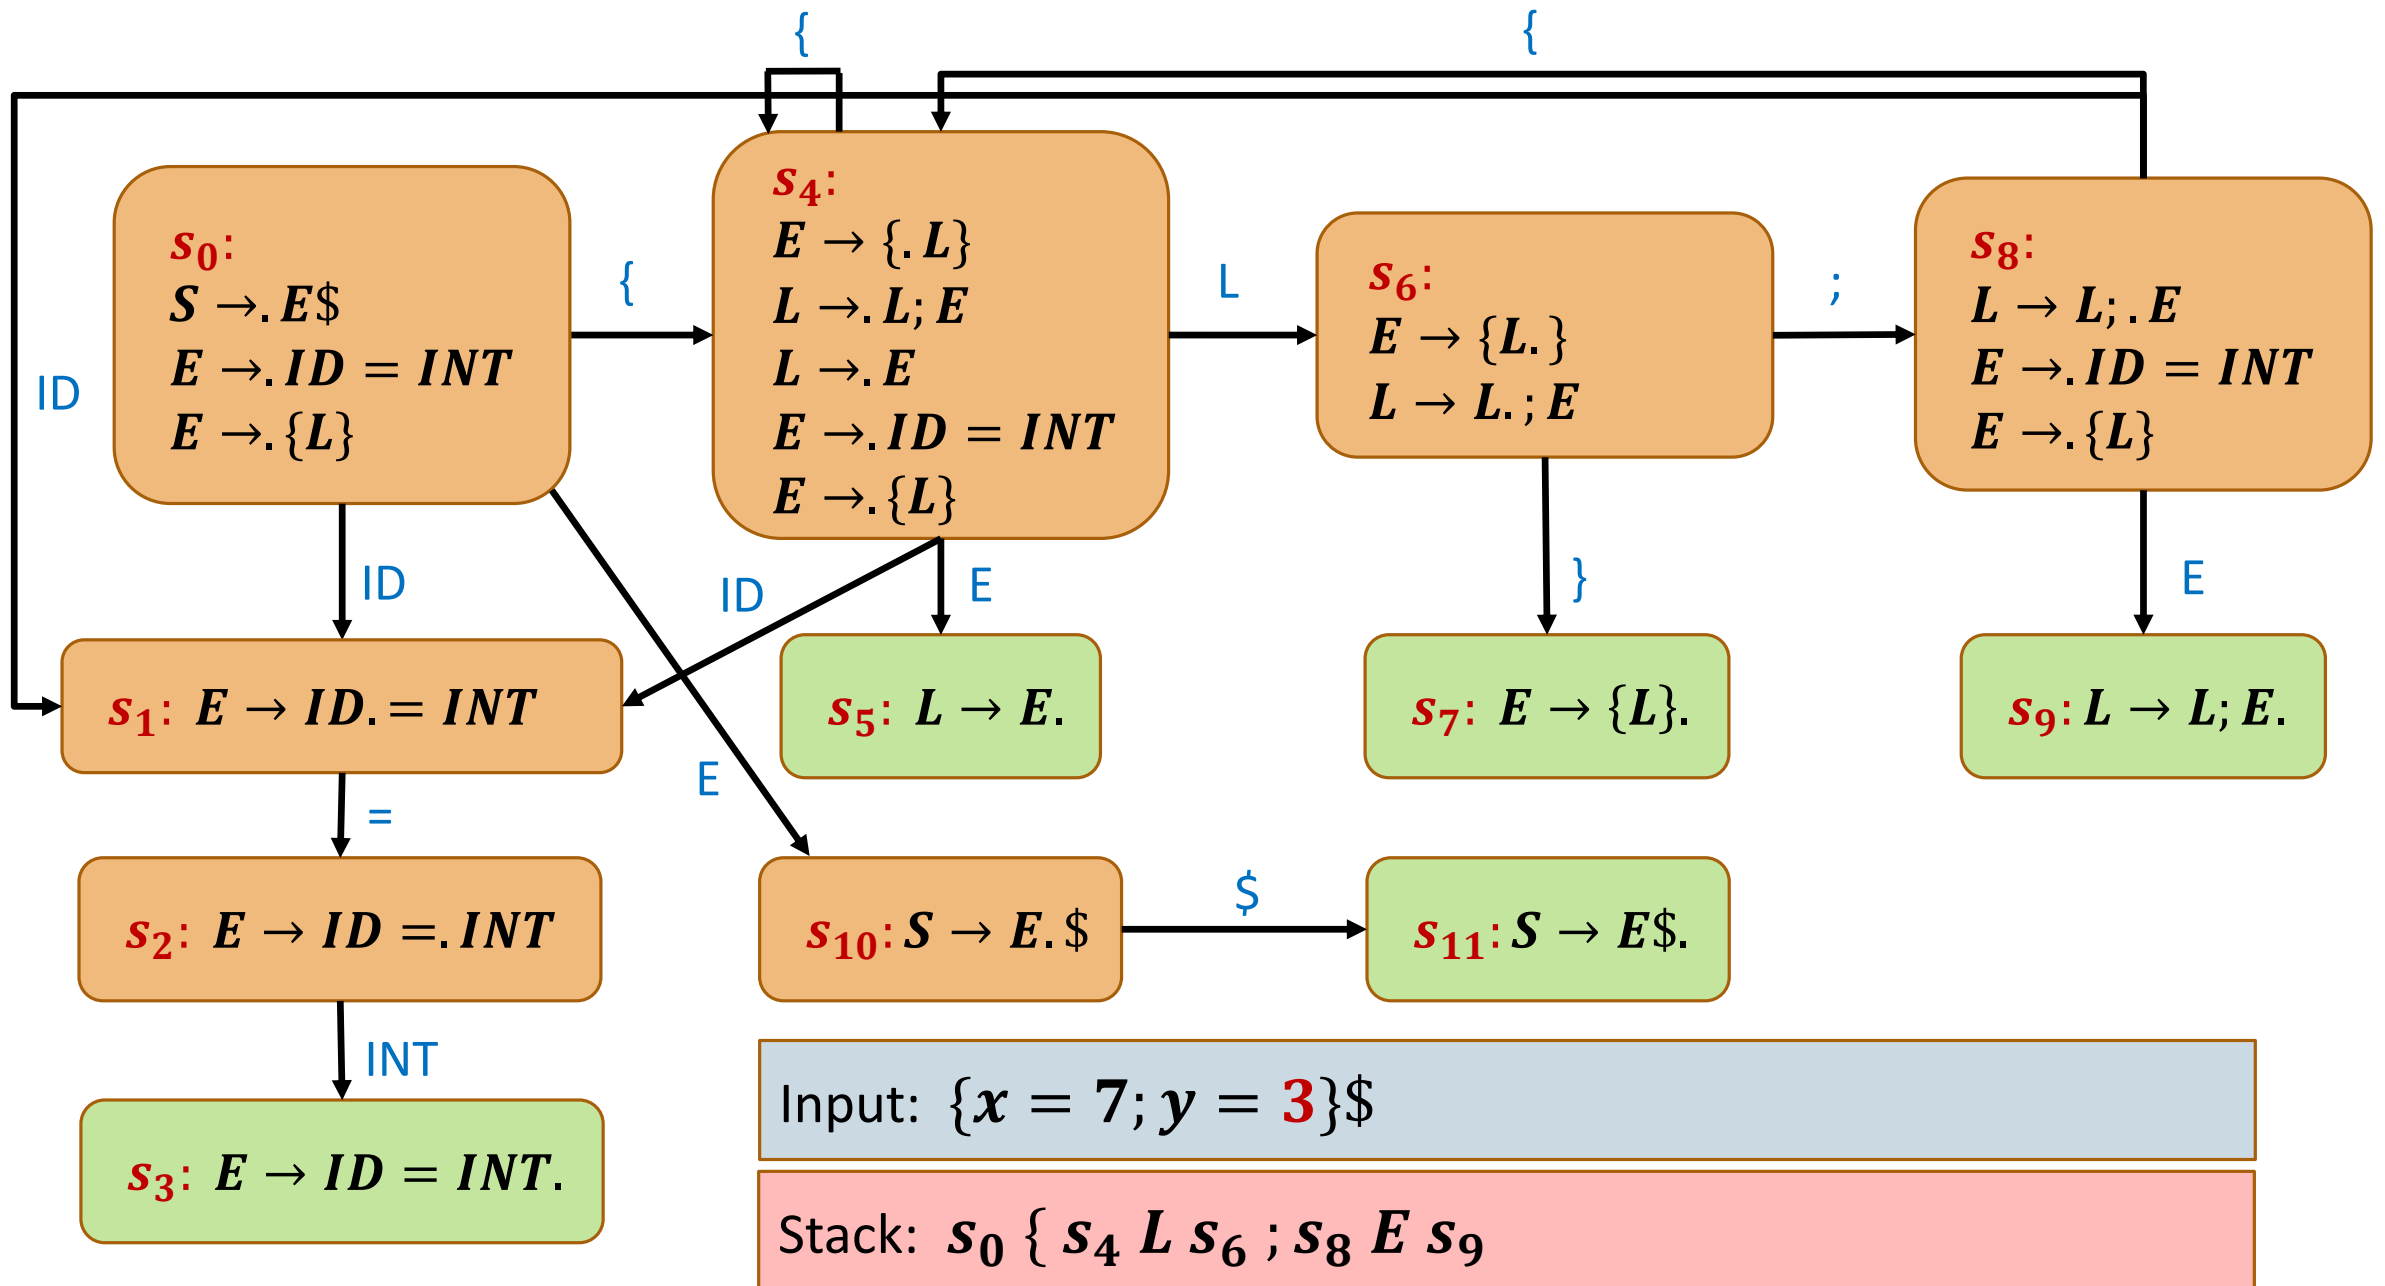 {
{
s₀:
S →. E$
E →. ID = INT
E →. {L}
{
s₄:
E → {. L}
L →. L; E
L →. E
E →. ID = INT
E →. {L}
L
s₆:
E → {L. }
L → L. ; E
;
s₈:
L → L; . E
E →. ID = INT
E →. {L}
ID
ID
ID
E
}
E
s₁: E → ID. = INT
s₅: L → E.
s₇: E → {L}.
s₉: L → L; E.
E
=
s₂: E → ID =. INT
s₁₀: S → E. $
$
s₁₁: S → E$.
INT
s₃: E → ID = INT.
Input: {x = 7; y = 3}$
Stack: s₀ { s₄ L s₆ ; s₈ E s₉